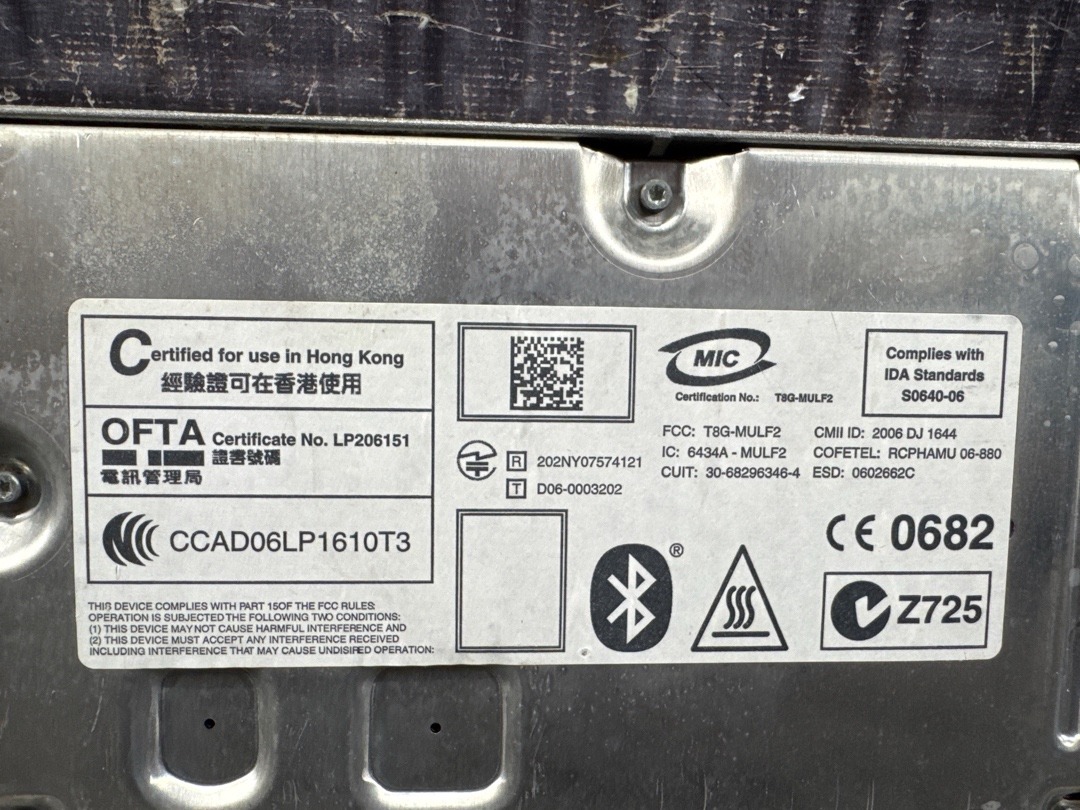 Certified for use in Hong Kong
經驗證可在香港使用
OFTA Certificate No. LP206151
證書號碼
電訊管理局
CCAD06LP1610T3
THIS DEVICE COMPLIES WITH PART 15OF THE FCC RULES:
OPERATION IS SUBJECTED THE FOLLOWING TWO CONDITIONS:
(1) THIS DEVICE MAY NOT CAUSE HARMFUL INTERFERENCE AND
(2) THIS DEVICE MUST ACCEPT ANY INTERFERENCE RECEIVED
INCLUDING INTERFERENCE THAT MAY CAUSE UNDISIRED OPERATION:
R 202NY07574121
T D06-0003202
MIC
Certification No.: T8G-MULF2
Complies with
IDA Standards
S0640-06
FCC: T8G-MULF2 CMII ID: 2006 DJ 1644
IC: 6434A - MULF2 COFETEL: RCPHAMU 06-880
CUIT: 30-68296346-4 ESD: 0602662C
®
CE 0682
Z725